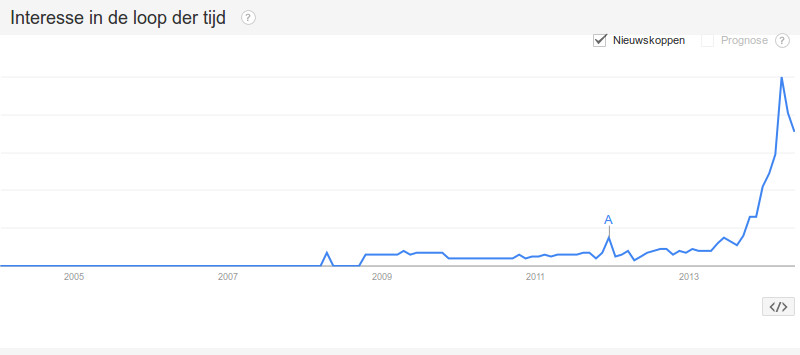 Interesse in de loop der tijd ?
Nieuwskoppen Prognose ?
A
2005 2007 2009 2011 2013
</>